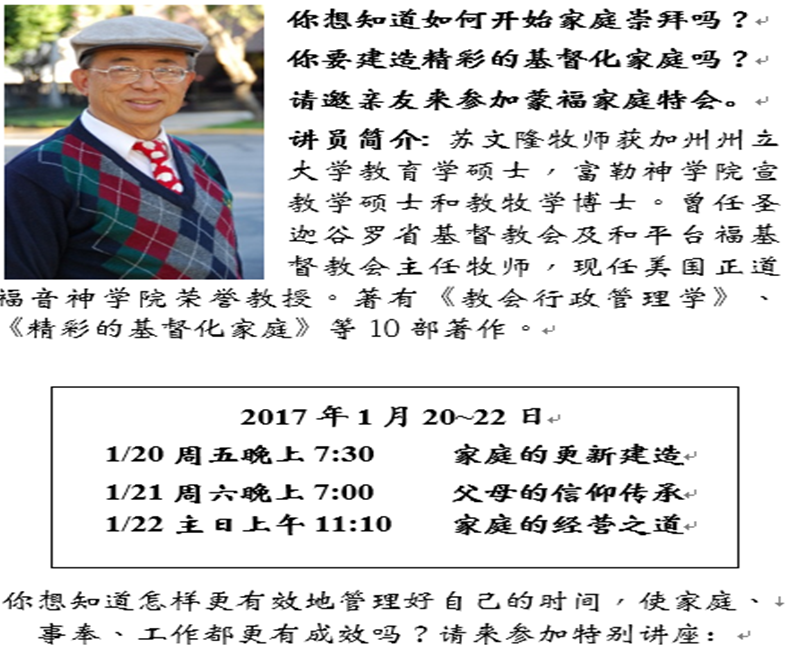 你想知道如何开始家庭崇拜吗？
你要建造精彩的基督化家庭吗？
请邀亲友来参加蒙福家庭特会。
讲员简介：苏文隆牧师获加州州立
大学教育学硕士，富勒神学院宣
教学硕士和教牧学博士。曾任圣
迦谷罗省基督教会及和平台福基
督教会主任牧师，现任美国正道
福音神学院荣誉教授。著有《教会行政管理学》、
《精彩的基督化家庭》等 10 部著作。
2017 年 1 月 20~22 日
1/20 周五晚上 7:30 家庭的更新建造
1/21 周六晚上 7:00 父母的信仰传承
1/22 主日上午 11:10 家庭的经营之道
你想知道怎样更有效地管理好自己的时间，使家庭、
事奉、工作都更有成效吗？请来参加特别讲座：